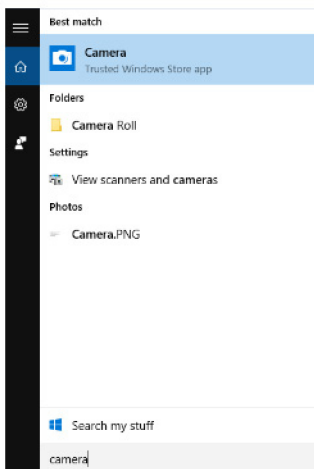 Best match
Camera
Trusted Windows Store app
Folders
Camera Roll
Settings
View scanners and cameras
Photos
Camera.PNG
Search my stuff
camera